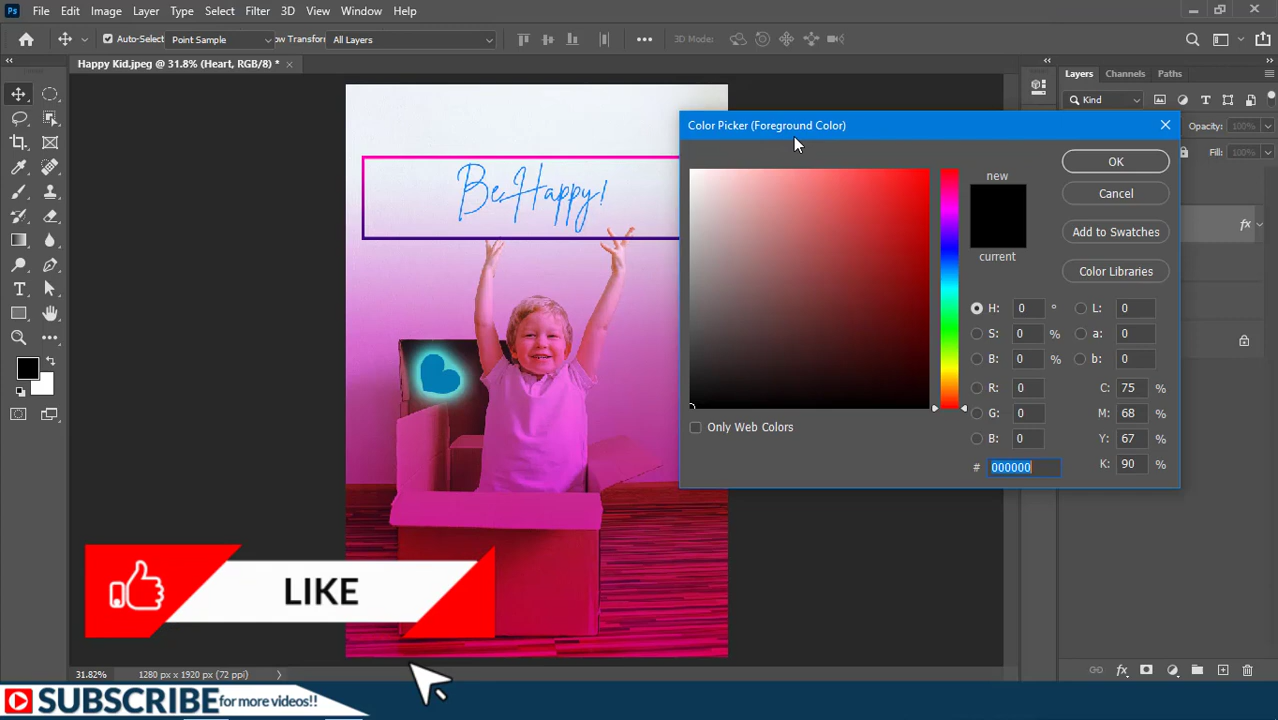 Ps File Edit Image Layer Type Select Filter 3D View Window Help
Auto-Select Point Sample ow Transform All Layers 3D Mode:
Happy Kid.jpeg @ 31.8% (Heart, RGB/8) * ×
Layers Channels Paths
Kind
Opacity: 100%
Fill: 100%
fx
Be Happy!
Color Picker (Foreground Color)
OK
new
Cancel
Add to Swatches
current
Color Libraries
H: 0 ° L: 0
S: 0 % a: 0
B: 0 % b: 0
R: 0 C: 75 %
G: 0 M: 68 %
B: 0 Y: 67 %
# 000000 K: 90 %
Only Web Colors
LIKE
31.82% 1280 px x 1920 px (72 ppi)
fx
SUBSCRIBE for more videos!!